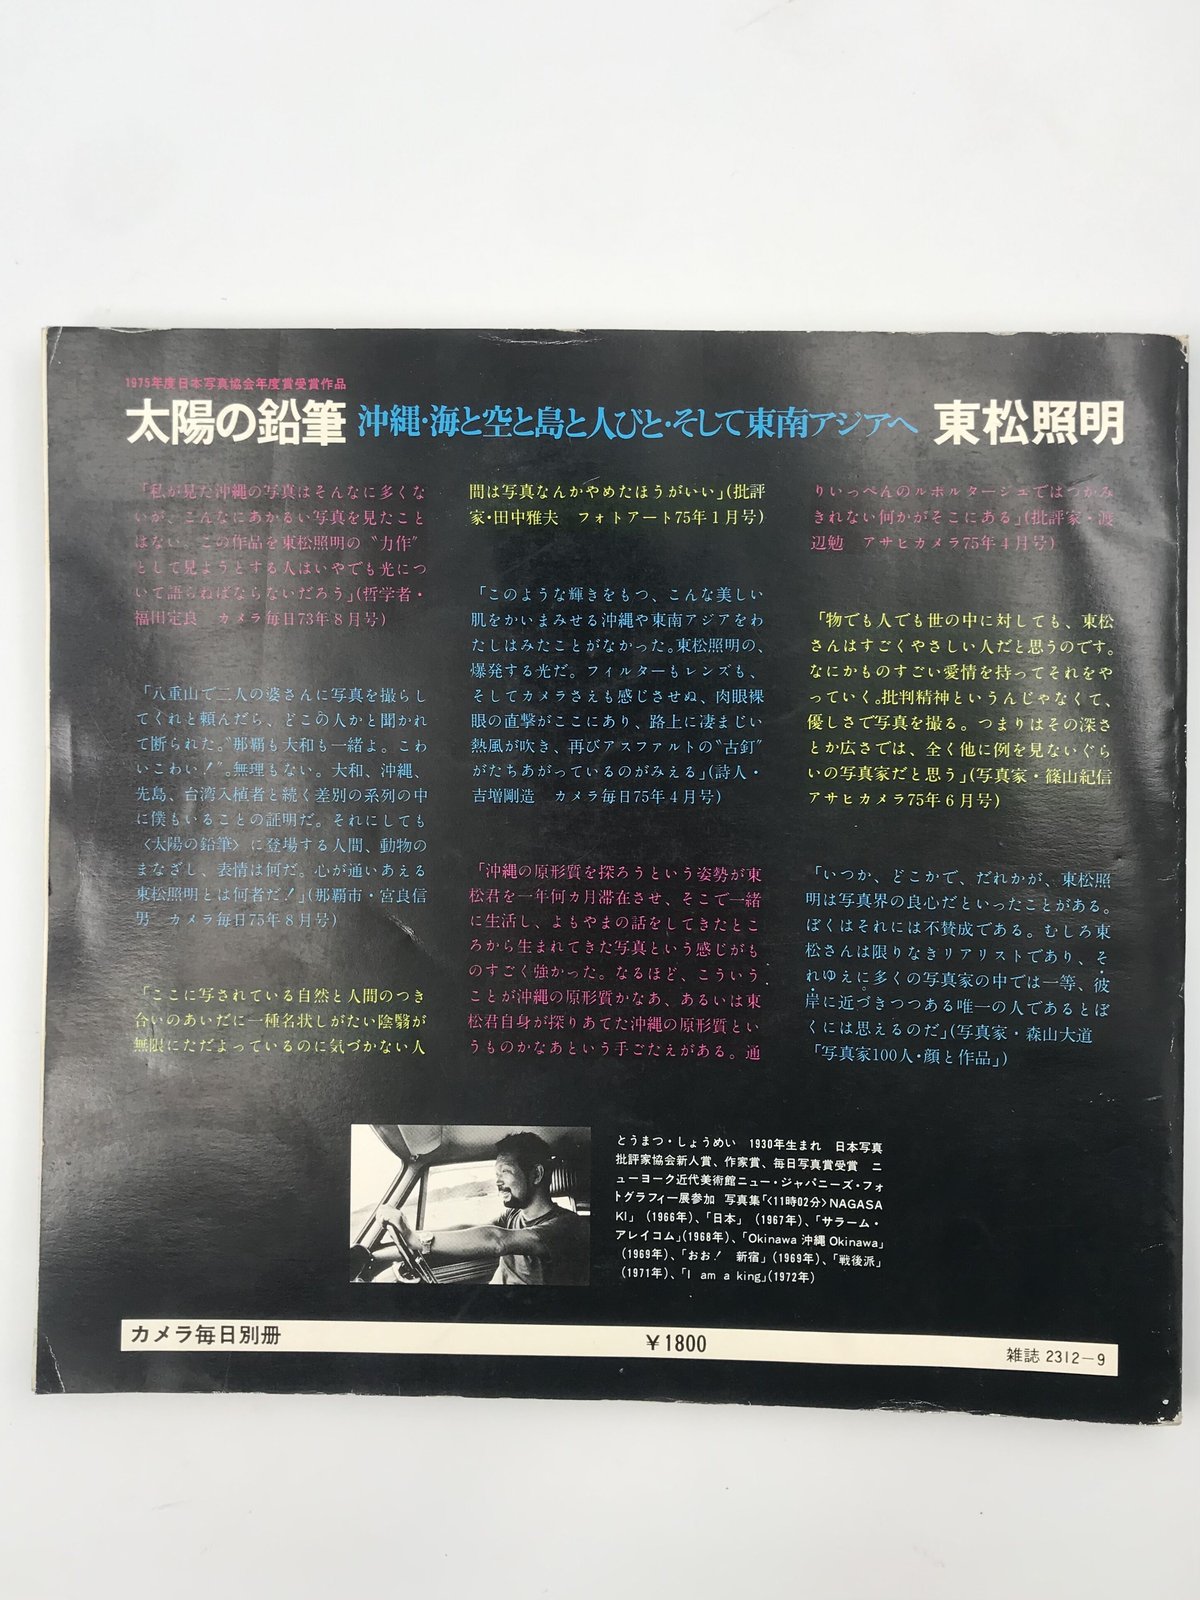 1975年度日本写真協会年度賞受賞作品
太陽の鉛筆 沖縄・海と空と島と人びと・そして東南アジアへ 東松照明
「私が見た沖縄の写真はそんなに多くな
いが、こんなにあかるい写真を見たこと
はない。この作品を東松照明の〝力作〟
として見ようとする人はいやでも光につ
いて語らねばならないだろう」(哲学者・
福田定良 カメラ毎日73年8月号)
「八重山で二人の婆さんに写真を撮らし
てくれと頼んだら、どこの人かと聞かれ
て断られた。〝那覇も大和も一緒よ。こわ
いこわい!〟。無理もない。大和、沖縄、
先島、台湾入植者と続く差別の系列の中
に僕もいることの証明だ。それにしても
〈太陽の鉛筆〉に登場する人間、動物の
まなざし、表情は何だ。心が通いあえる
東松照明とは何者だ!」(那覇市・宮良信
男 カメラ毎日75年8月号)
「ここに写されている自然と人間のつき
合いのあいだに一種名状しがたい陰翳が
無限にただよっているのに気づかない人
間は写真なんかやめたほうがいい」(批評
家・田中雅夫 フォトアート75年1月号)
「このような輝きをもつ、こんな美しい
肌をかいまみせる沖縄や東南アジアをわ
たしはみたことがなかった。東松照明の、
爆発する光だ。フィルターもレンズも、
そしてカメラさえも感じさせぬ、肉眼裸
眼の直撃がここにあり、路上に凄まじい
熱風が吹き、再びアスファルトの〝古釘〟
がたちあがっているのがみえる」(詩人・
吉増剛造 カメラ毎日75年4月号)
「沖縄の原形質を探ろうという姿勢が東
松君を一年何カ月滞在させ、そこで一緒
に生活し、よもやまの話をしてきたとこ
ろから生まれてきた写真という感じがも
のすごく強かった。なるほど、こういう
ことが沖縄の原形質かなあ、あるいは東
松君自身が探りあてた沖縄の原形質とい
うものかなあという手ごたえがある。通
りいっぺんのルポルタージュではつかみ
きれない何かがそこにある」(批評家・渡
辺勉 アサヒカメラ75年4月号)
「物でも人でも世の中に対しても、東松
さんはすごくやさしい人だと思うのです。
なにかものすごい愛情を持ってそれをや
っていく。批判精神というんじゃなくて、
優しさで写真を撮る。つまりはその深さ
とか広さでは、全く他に例を見ないぐら
いの写真家だと思う」(写真家・篠山紀信
アサヒカメラ75年6月号)
「いつか、どこかで、だれかが、東松照
明は写真界の良心だといったことがある。
ぼくはそれには不賛成である。むしろ東
松さんは限りなきリアリストであり、そ
れゆえに多くの写真家の中では一等、彼
岸に近づきつつある唯一の人であるとぼ
くには思えるのだ」(写真家・森山大道
「写真家100人・顔と作品」)
とうまつ・しょうめい 1930年生まれ 日本写真
批評家協会新人賞、作家賞、毎日写真賞受賞 ニ
ューヨーク近代美術館ニュー・ジャパニーズ・フォ
トグラフィー展参加 写真集「〈11時02分〉NAGASA
KI」(1966年)、「日本」(1967年)、「サラーム・
アレイコム」(1968年)、「Okinawa 沖縄 Okinawa」
(1969年)、「おお! 新宿」(1969年)、「戦後派」
(1971年)、「I am a king」(1972年)
カメラ毎日別冊
¥1800
雑誌 2312-9